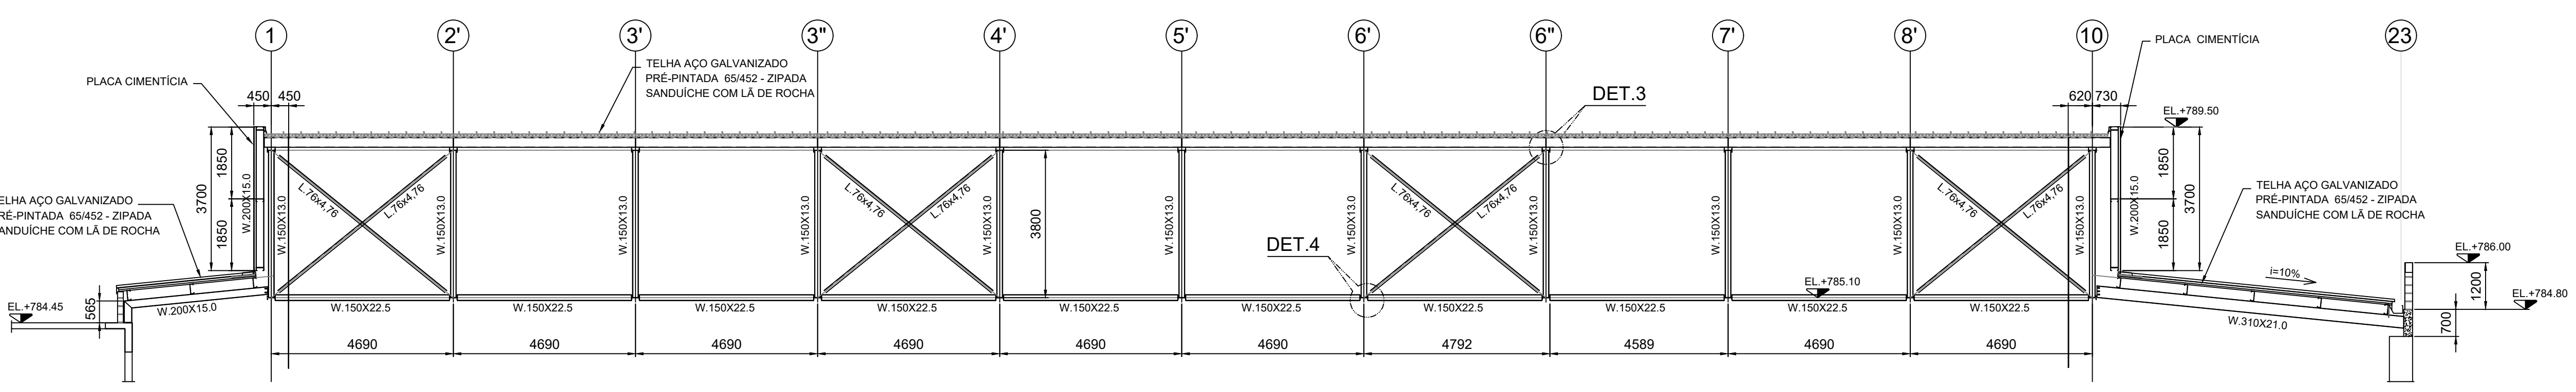 1
2'
3'
3"
4'
5'
6'
6"
7'
8'
10
23
PLACA CIMENTÍCIA
TELHA AÇO GALVANIZADO
PRÉ-PINTADA 65/452 - ZIPADA
SANDUÍCHE COM LÃ DE ROCHA
DET.3
PLACA CIMENTÍCIA
450
450
620
730
EL.+789.50
3700
1850
1850
W.200X15.0
W.150X13.0
L.76x4,76
L.76x4,76
W.150X13.0
W.150X13.0
W.150X13.0
L.76x4,76
L.76x4,76
W.150X13.0
3800
W.150X13.0
W.150X13.0
L.76x4,76
L.76x4,76
W.150X13.0
W.150X13.0
W.150X13.0
L.76x4,76
L.76x4,76
W.150X13.0
W.200X15.0
1850
1850
3700
ELHA AÇO GALVANIZADO
RÉ-PINTADA 65/452 - ZIPADA
ANDUÍCHE COM LÃ DE ROCHA
TELHA AÇO GALVANIZADO
PRÉ-PINTADA 65/452 - ZIPADA
SANDUÍCHE COM LÃ DE ROCHA
DET.4
EL.+785.10
i=10%
EL.+786.00
1200
EL.+784.80
700
EL.+784.45
565
W.200X15.0
W.150X22.5
W.150X22.5
W.150X22.5
W.150X22.5
W.150X22.5
W.150X22.5
W.150X22.5
W.150X22.5
W.150X22.5
W.150X22.5
W.310X21.0
4690
4690
4690
4690
4690
4690
4792
4589
4690
4690